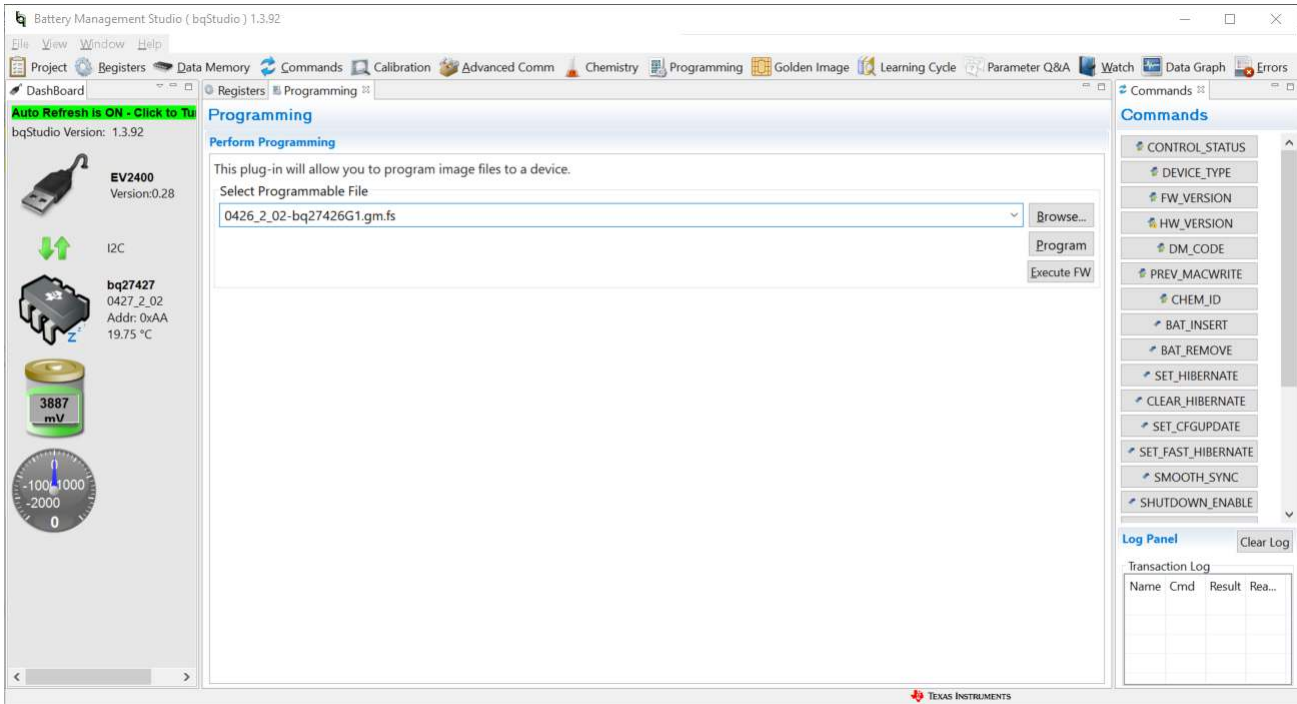 Battery Management Studio ( bqStudio ) 1.3.92
File View Window Help
Project Registers Data Memory Commands Calibration Advanced Comm Chemistry Programming Golden Image Learning Cycle Parameter Q&A Watch Data Graph Errors
DashBoard
Auto Refresh is ON - Click to Tu
bqStudio Version: 1.3.92
EV2400
Version:0.28
I2C
bq27427
0427_2_02
Addr: 0xAA
19.75 °C
z
3887
mV
0
-100 1000
-2000
0
Registers Programming
Programming
Perform Programming
This plug-in will allow you to program image files to a device.
Select Programmable File
0426_2_02-bq27426G1.gm.fs
Browse...
Program
Execute FW
Commands
Commands
CONTROL_STATUS
DEVICE_TYPE
FW_VERSION
HW_VERSION
DM_CODE
PREV_MACWRITE
CHEM_ID
BAT_INSERT
BAT_REMOVE
SET_HIBERNATE
CLEAR_HIBERNATE
SET_CFGUPDATE
SET_FAST_HIBERNATE
SMOOTH_SYNC
SHUTDOWN_ENABLE
Log Panel
Clear Log
Transaction Log
Name Cmd Result Rea...
TEXAS INSTRUMENTS